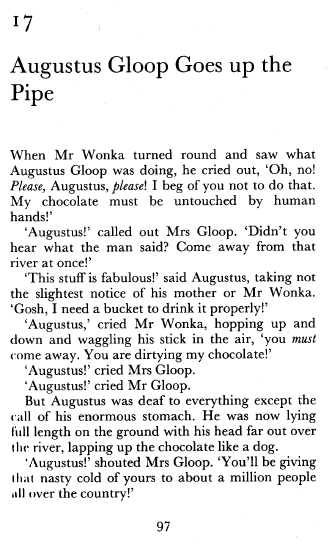 17
Augustus Gloop Goes up the
Pipe
When Mr Wonka turned round and saw what
Augustus Gloop was doing, he cried out, ‘Oh, no!
Please, Augustus, please! I beg of you not to do that.
My chocolate must be untouched by human
hands!’
‘Augustus!’ called out Mrs Gloop. ‘Didn’t you
hear what the man said? Come away from that
river at once!’
‘This stuff is fabulous!’ said Augustus, taking not
the slightest notice of his mother or Mr Wonka.
‘Gosh, I need a bucket to drink it properly!’
‘Augustus,’ cried Mr Wonka, hopping up and
down and waggling his stick in the air, ‘you must
come away. You are dirtying my chocolate!’
‘Augustus!’ cried Mrs Gloop.
‘Augustus!’ cried Mr Gloop.
But Augustus was deaf to everything except the
call of his enormous stomach. He was now lying
full length on the ground with his head far out over
the river, lapping up the chocolate like a dog.
‘Augustus!’ shouted Mrs Gloop. ‘You’ll be giving
that nasty cold of yours to about a million people
all over the country!’
97